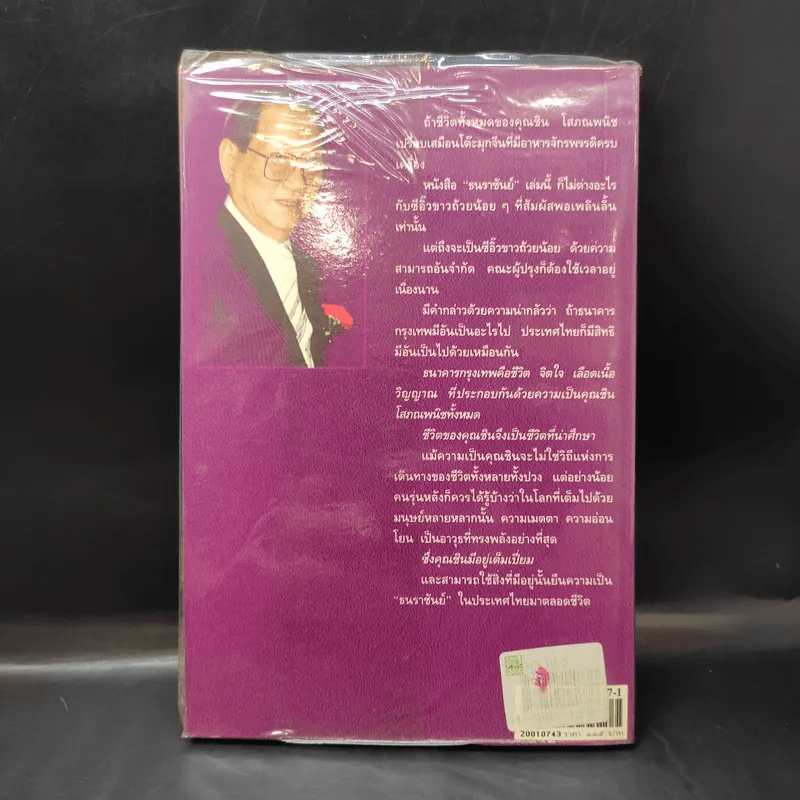 ถ้าชีวิตทั้งหมดของคุณชิน โสภณพนิช
เปรียบเสมือนโต๊ะมุกจีนที่มีอาหารจักรพรรดิครบ
เครื่อง
หนังสือ "ธนราชันย์" เล่มนี้ ก็ไม่ต่างอะไร
กับซีอิ๊วขาวถ้วยน้อย ๆ ที่สัมผัสพอเพลินลิ้น
เท่านั้น
แต่ถึงจะเป็นซีอิ๊วขาวถ้วยน้อย ด้วยความ
สามารถอันจำกัด คณะผู้ปรุงก็ต้องใช้เวลาอยู่
เนื่องนาน
มีคำกล่าวด้วยความน่ากลัวว่า ถ้าธนาคาร
กรุงเทพมีอันเป็นอะไรไป ประเทศไทยก็มีสิทธิ
มีอันเป็นไปด้วยเหมือนกัน
ธนาคารกรุงเทพคือชีวิต จิตใจ เลือดเนื้อ
วิญญาณ ที่ประกอบกันด้วยความเป็นคุณชิน
โสภณพนิชทั้งหมด
ชีวิตของคุณชินจึงเป็นชีวิตที่น่าศึกษา
แม้ความเป็นคุณชินจะไม่ใช่วิถีแห่งการ
เดินทางของชีวิตทั้งหลายทั้งปวง แต่อย่างน้อย
คนรุ่นหลังก็ควรได้รู้บ้างว่าในโลกที่เต็มไปด้วย
มนุษย์หลายหลากนั้น ความเมตตา ความอ่อน
โยน เป็นอาวุธที่ทรงพลังอย่างที่สุด
ซึ่งคุณชินมีอยู่เต็มเปี่ยม
และสามารถใช้สิ่งที่มีอยู่นั้นยืนความเป็น
"ธนราชันย์" ในประเทศไทยมาตลอดชีวิต
7-1
20010743 ราคา ๑๑๕ บาท